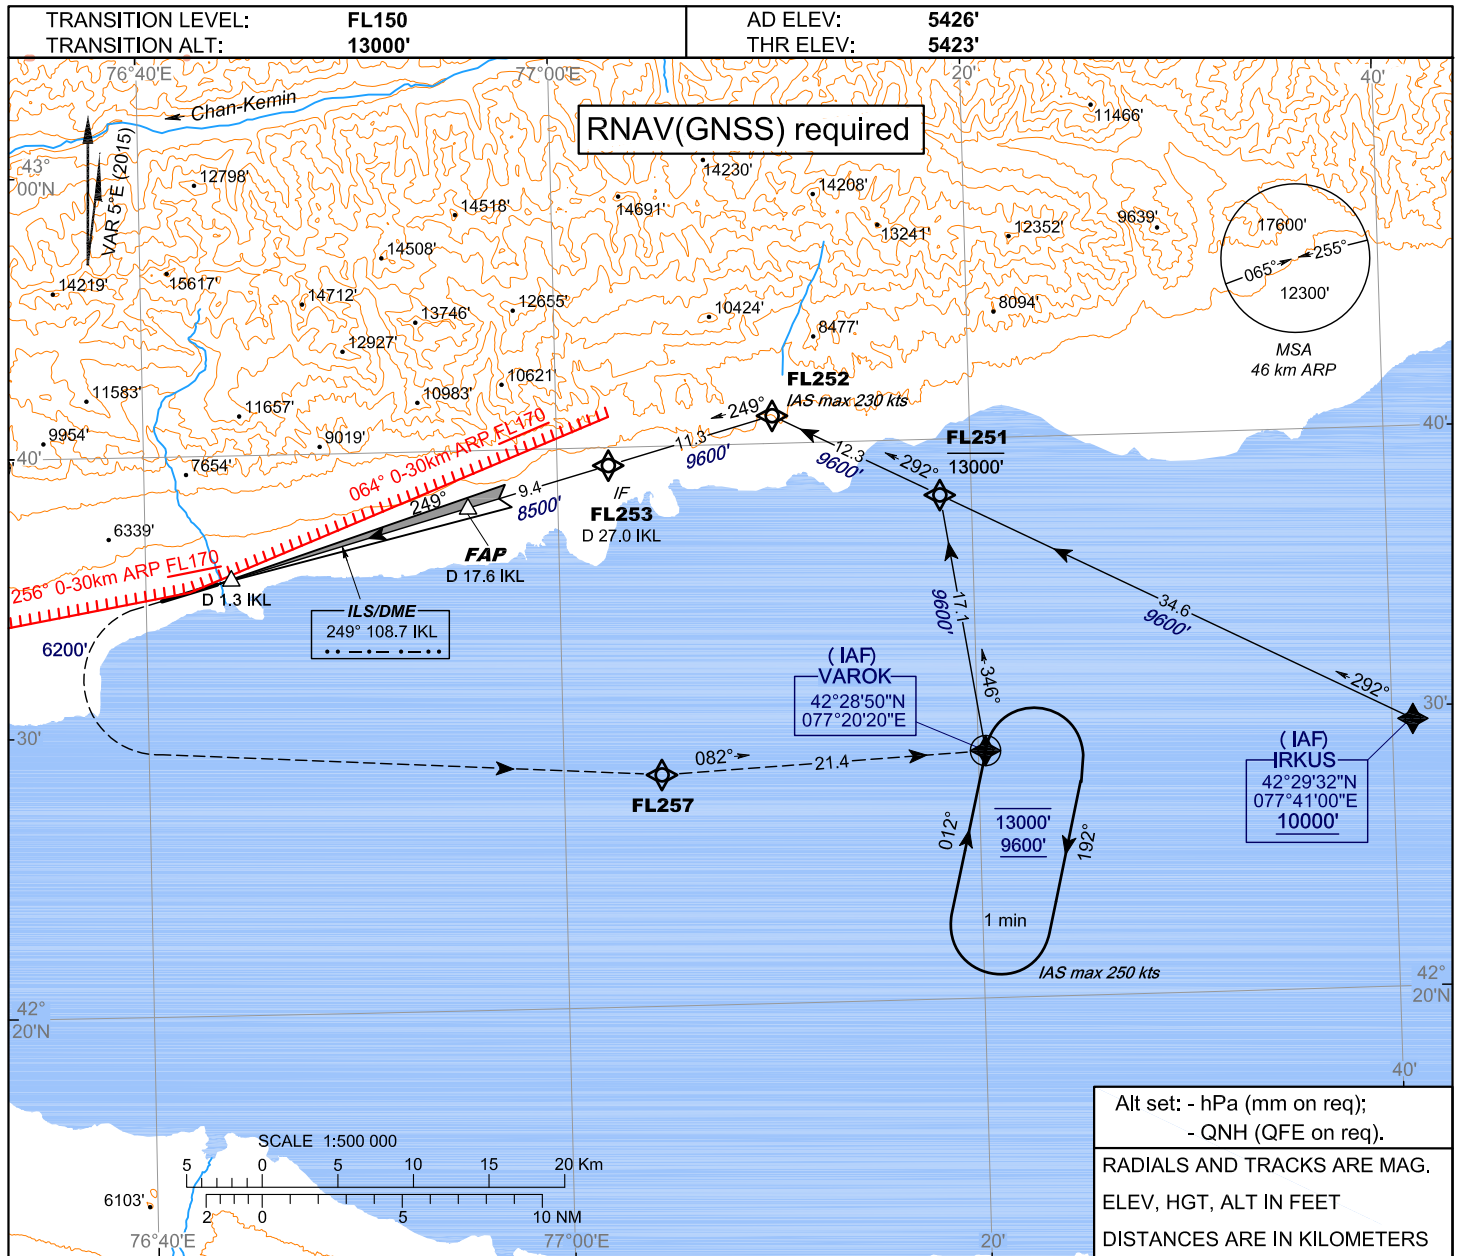 TRANSITION LEVEL: FL150
TRANSITION ALT: 13000'
AD ELEV: 5426'
THR ELEV: 5423'
76°40'E
77°00'E
20'
40'
Chan-Kemin
RNAV(GNSS) required
VAR 5°E (2015)
43°
00'N
11466'
12798'
14230'
14208'
14518'
14691'
13241'
12352'
9639'
14508'
17600'
065°
255°
12300'
MSA
46 km ARP
14219'
15617'
14712'
12655'
13746'
10424'
8094'
8477'
12927'
10621'
11583'
10983'
11657'
9954'
9019'
7654'
6339'
FL252
IAS max 230 kts
249°
11.3
9600'
12.3
9600'
292°
FL251
13000'
40'
40'
064° 0-30km ARP FL170
249°
9.4
8500'
IF
FL253
D 27.0 IKL
FAP
D 17.6 IKL
256° 0-30km ARP FL170
D 1.3 IKL
ILS/DME
249° 108.7 IKL
6200'
17.1
9600'
346°
34.6
9600'
292°
(IAF)
VAROK
42°28'50"N
077°20'20"E
30'
30'
(IAF)
IRKUS
42°29'32"N
077°41'00"E
10000'
082°
21.4
FL257
012°
13000'
9600'
192°
1 min
IAS max 250 kts
42°
20'N
42°
20'N
40'
SCALE 1:500 000
5 0 5 10 15 20 Km
2 0 5 10 NM
6103'
76°40'E
77°00'E
20'
Alt set: - hPa (mm on req);
- QNH (QFE on req).
RADIALS AND TRACKS ARE MAG.
ELEV, HGT, ALT IN FEET
DISTANCES ARE IN KILOMETERS